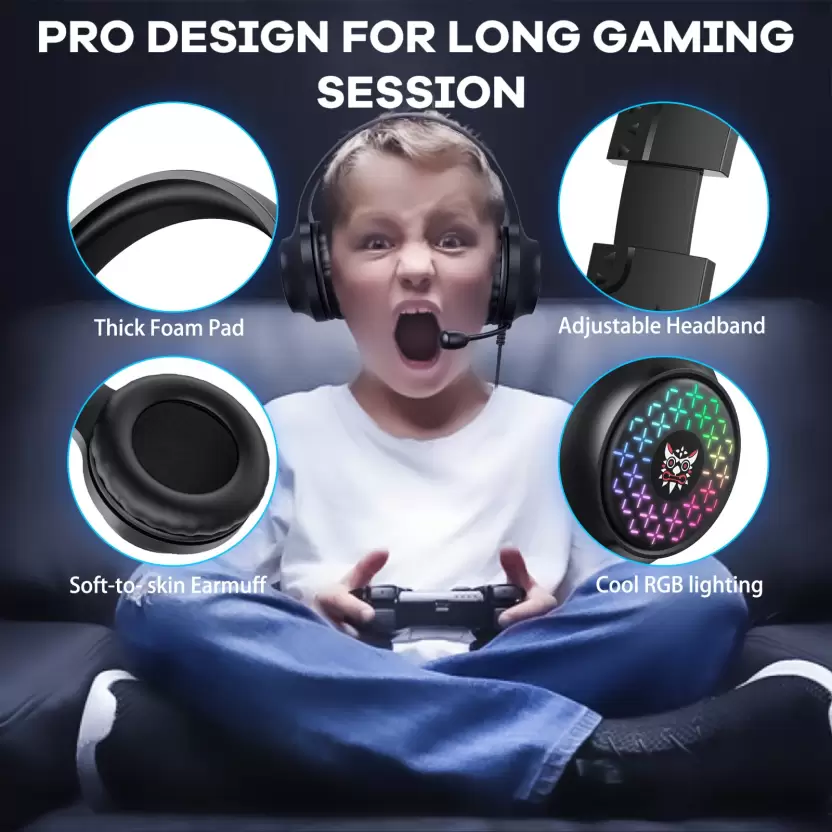 PRO DESIGN FOR LONG GAMING
SESSION
Thick Foam Pad
Adjustable Headband
Soft-to- skin Earmuff
Cool RGB lighting